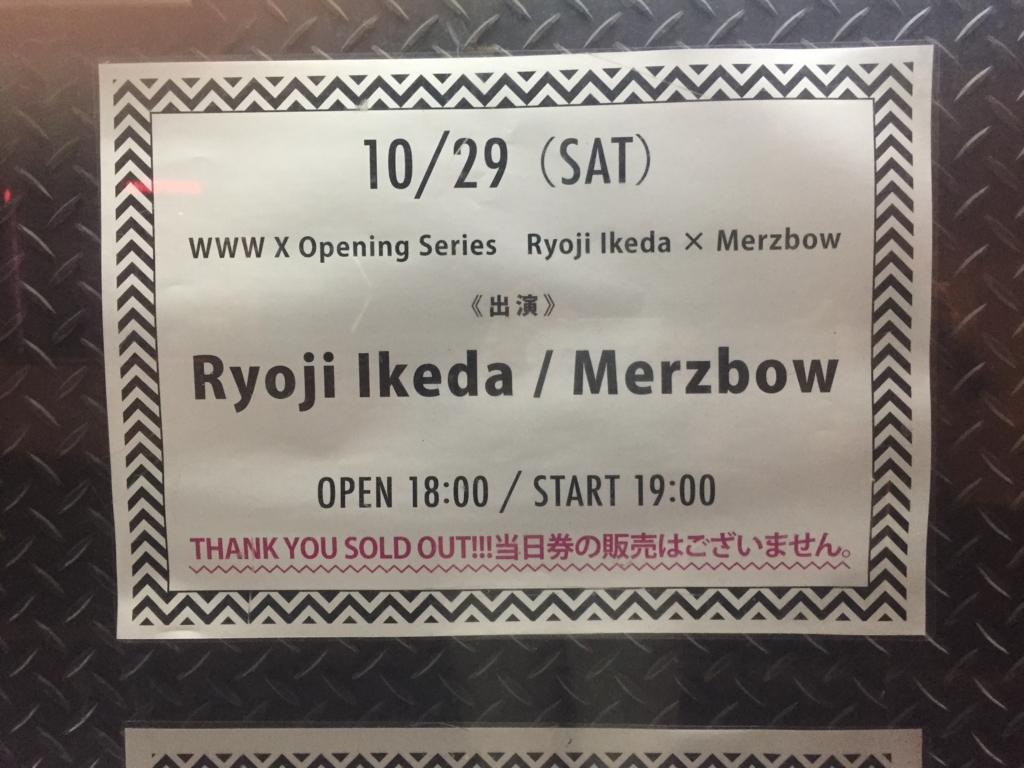 10/29（SAT）
WWW X Opening Series　Ryoji Ikeda × Merzbow
《出演》
Ryoji Ikeda / Merzbow
OPEN 18:00 / START 19:00
THANK YOU SOLD OUT!!!当日券の販売はございません。